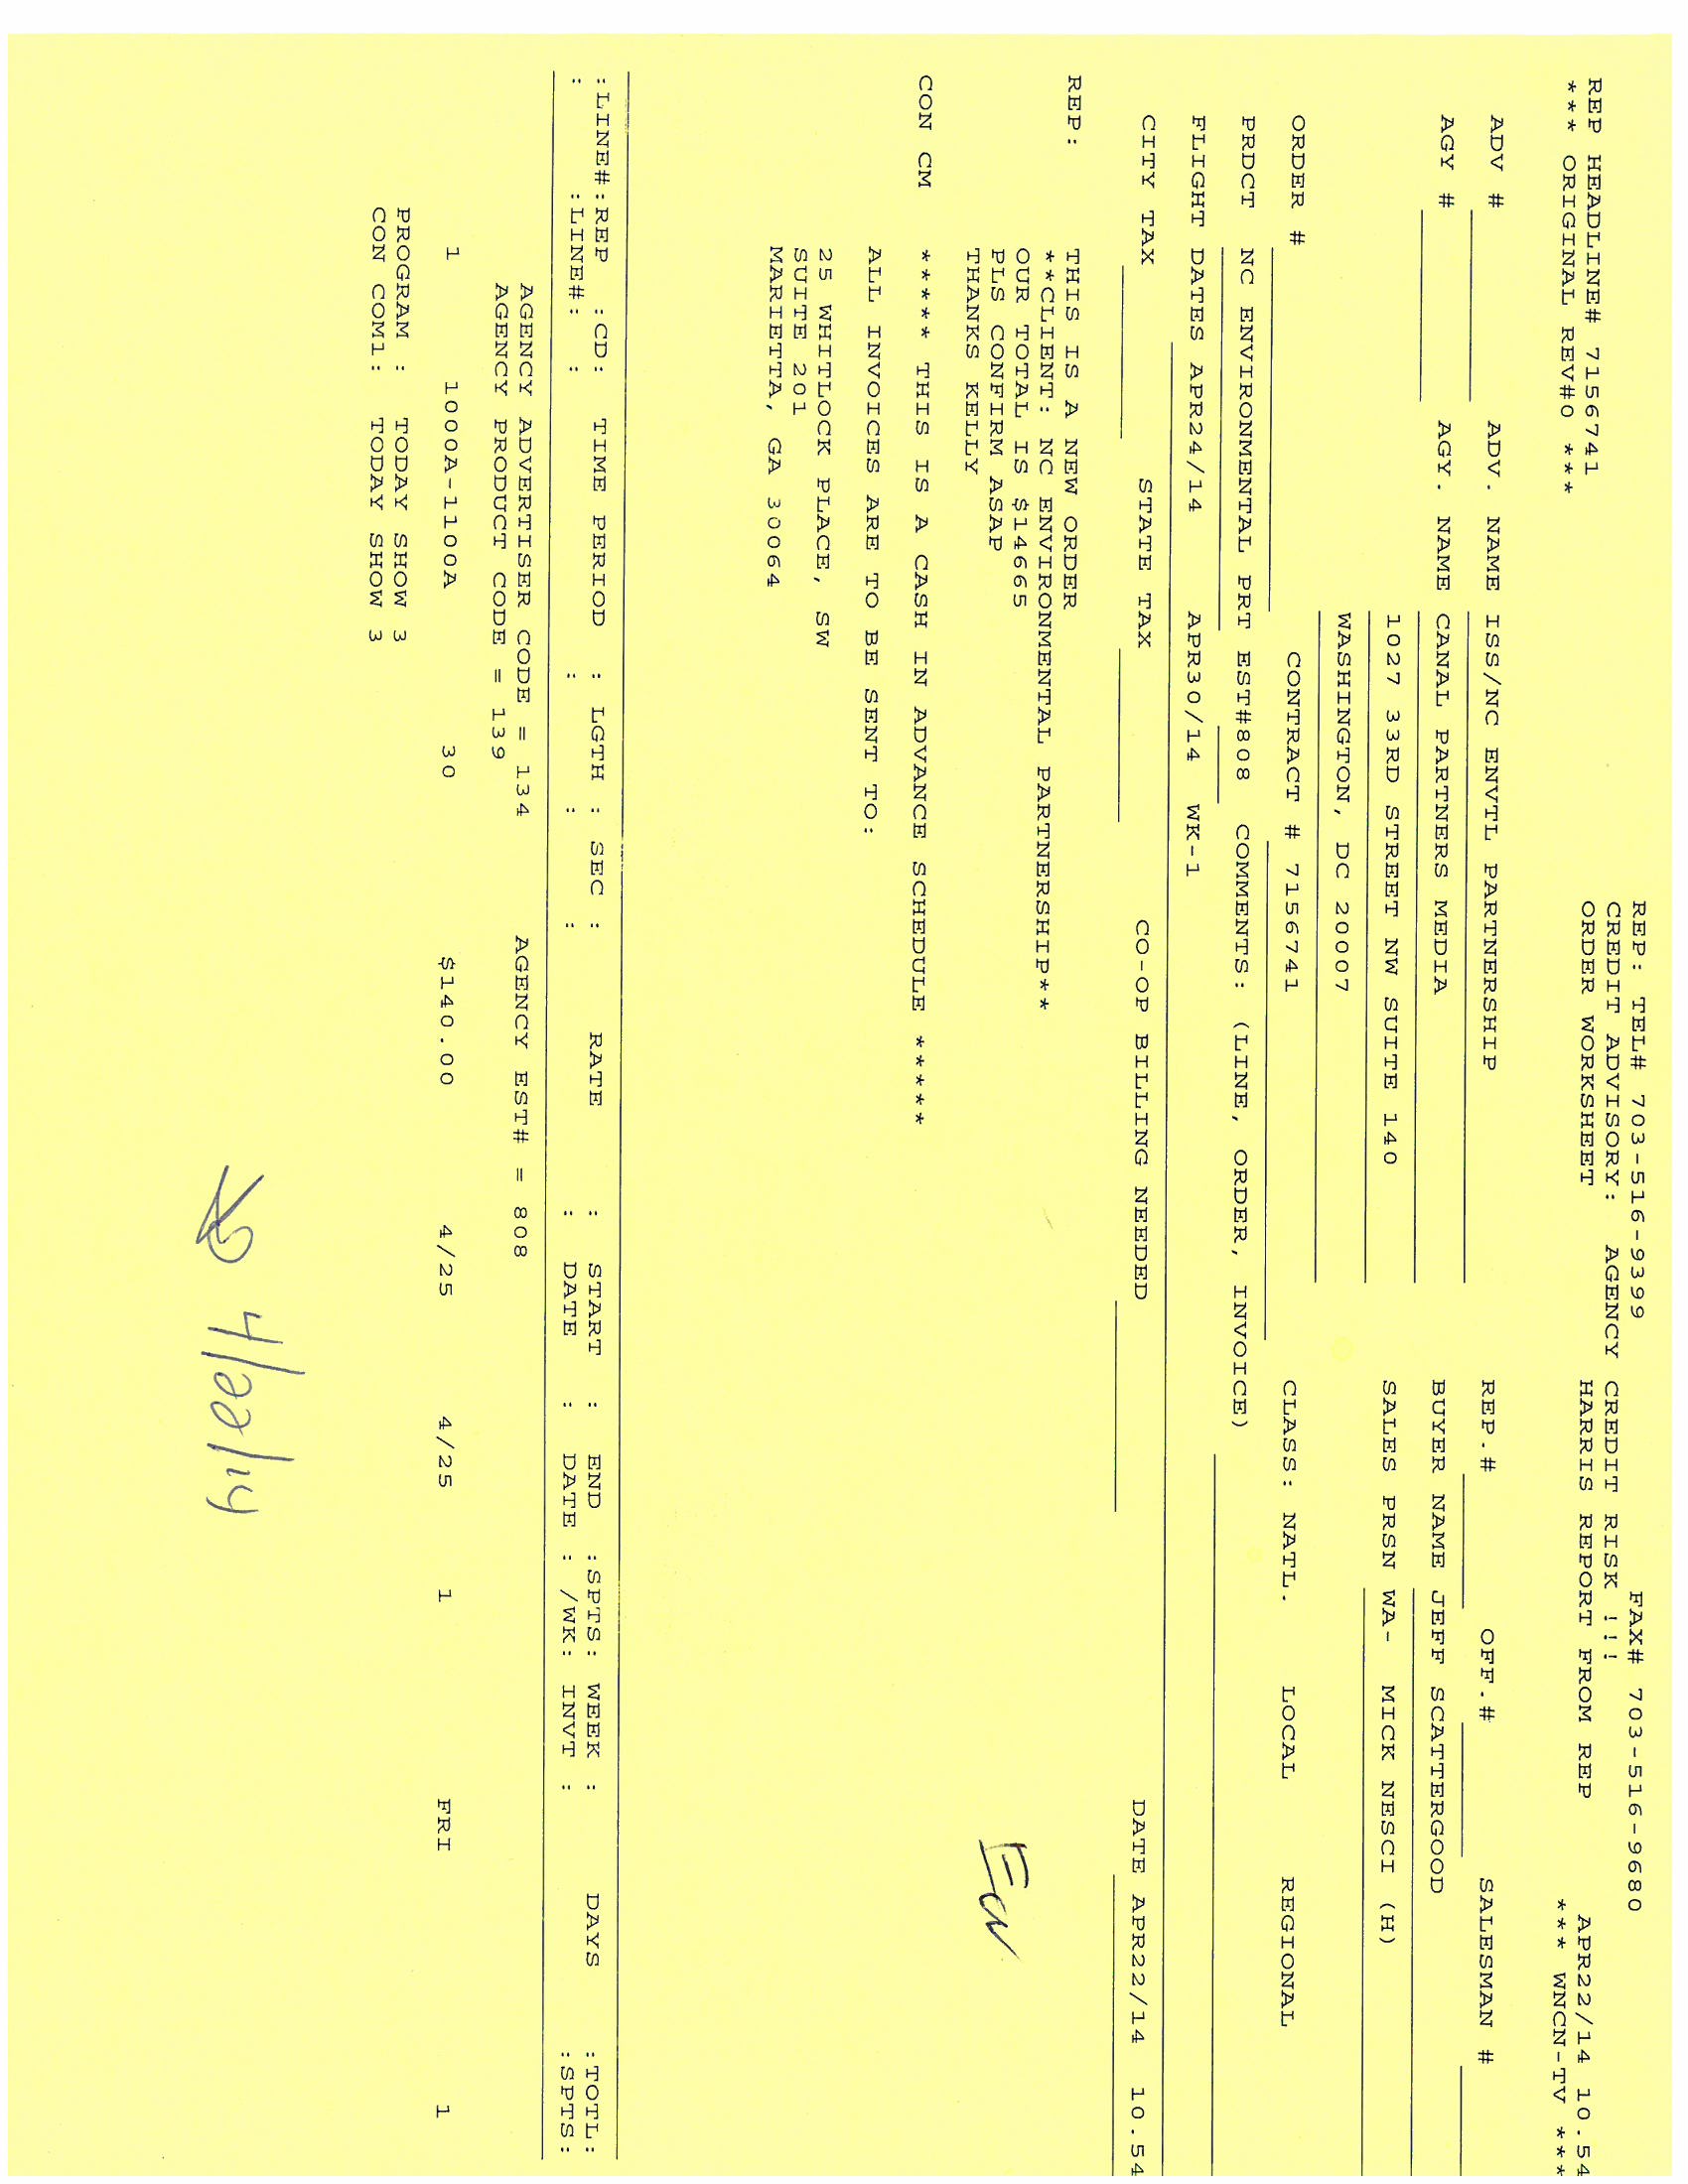 REP: TEL# 703-516-9399 FAX# 703-516-9680
CREDIT ADVISORY: AGENCY CREDIT RISK !!!
REP HEADLINE# 7156741 ORDER WORKSHEET HARRIS REPORT FROM REP APR22/14 10.54
*** ORIGINAL REV#0 *** *** WNCN-TV ***
ADV # ADV. NAME ISS/NC ENVTL PARTNERSHIP REP.# OFF.# SALESMAN #
AGY # AGY. NAME CANAL PARTNERS MEDIA BUYER NAME JEFF SCATTERGOOD
1027 33RD STREET NW SUITE 140 SALES PRSN WA- MICK NESCI (H)
WASHINGTON, DC 20007
ORDER # CONTRACT # 7156741 CLASS: NATL. LOCAL REGIONAL
PRDCT NC ENVIRONMENTAL PRT EST#808 COMMENTS: (LINE, ORDER, INVOICE)
FLIGHT DATES APR24/14 APR30/14 WK-1
CITY TAX STATE TAX CO-OP BILLING NEEDED DATE APR22/14 10.54
REP: THIS IS A NEW ORDER
**CLIENT: NC ENVIRONMENTAL PARTNERSHIP**
OUR TOTAL IS $14665
PLS CONFIRM ASAP
THANKS KELLY
CON CM ***** THIS IS A CASH IN ADVANCE SCHEDULE *****
ALL INVOICES ARE TO BE SENT TO:
25 WHITLOCK PLACE, SW
SUITE 201
MARIETTA, GA 30064
:LINE#:REP :CD: TIME PERIOD : LGTH : SEC : RATE : START : END :SPTS: WEEK : DAYS :TOTL:
: :LINE#: : : : : : DATE : DATE : /WK: INVT : :SPTS:
AGENCY ADVERTISER CODE = 134 AGENCY EST# = 808
AGENCY PRODUCT CODE = 139
1 1000A-1100A 30 $140.00 4/25 4/25 1 FRI 1
PROGRAM : TODAY SHOW 3
CON COM1: TODAY SHOW 3
4/22/14